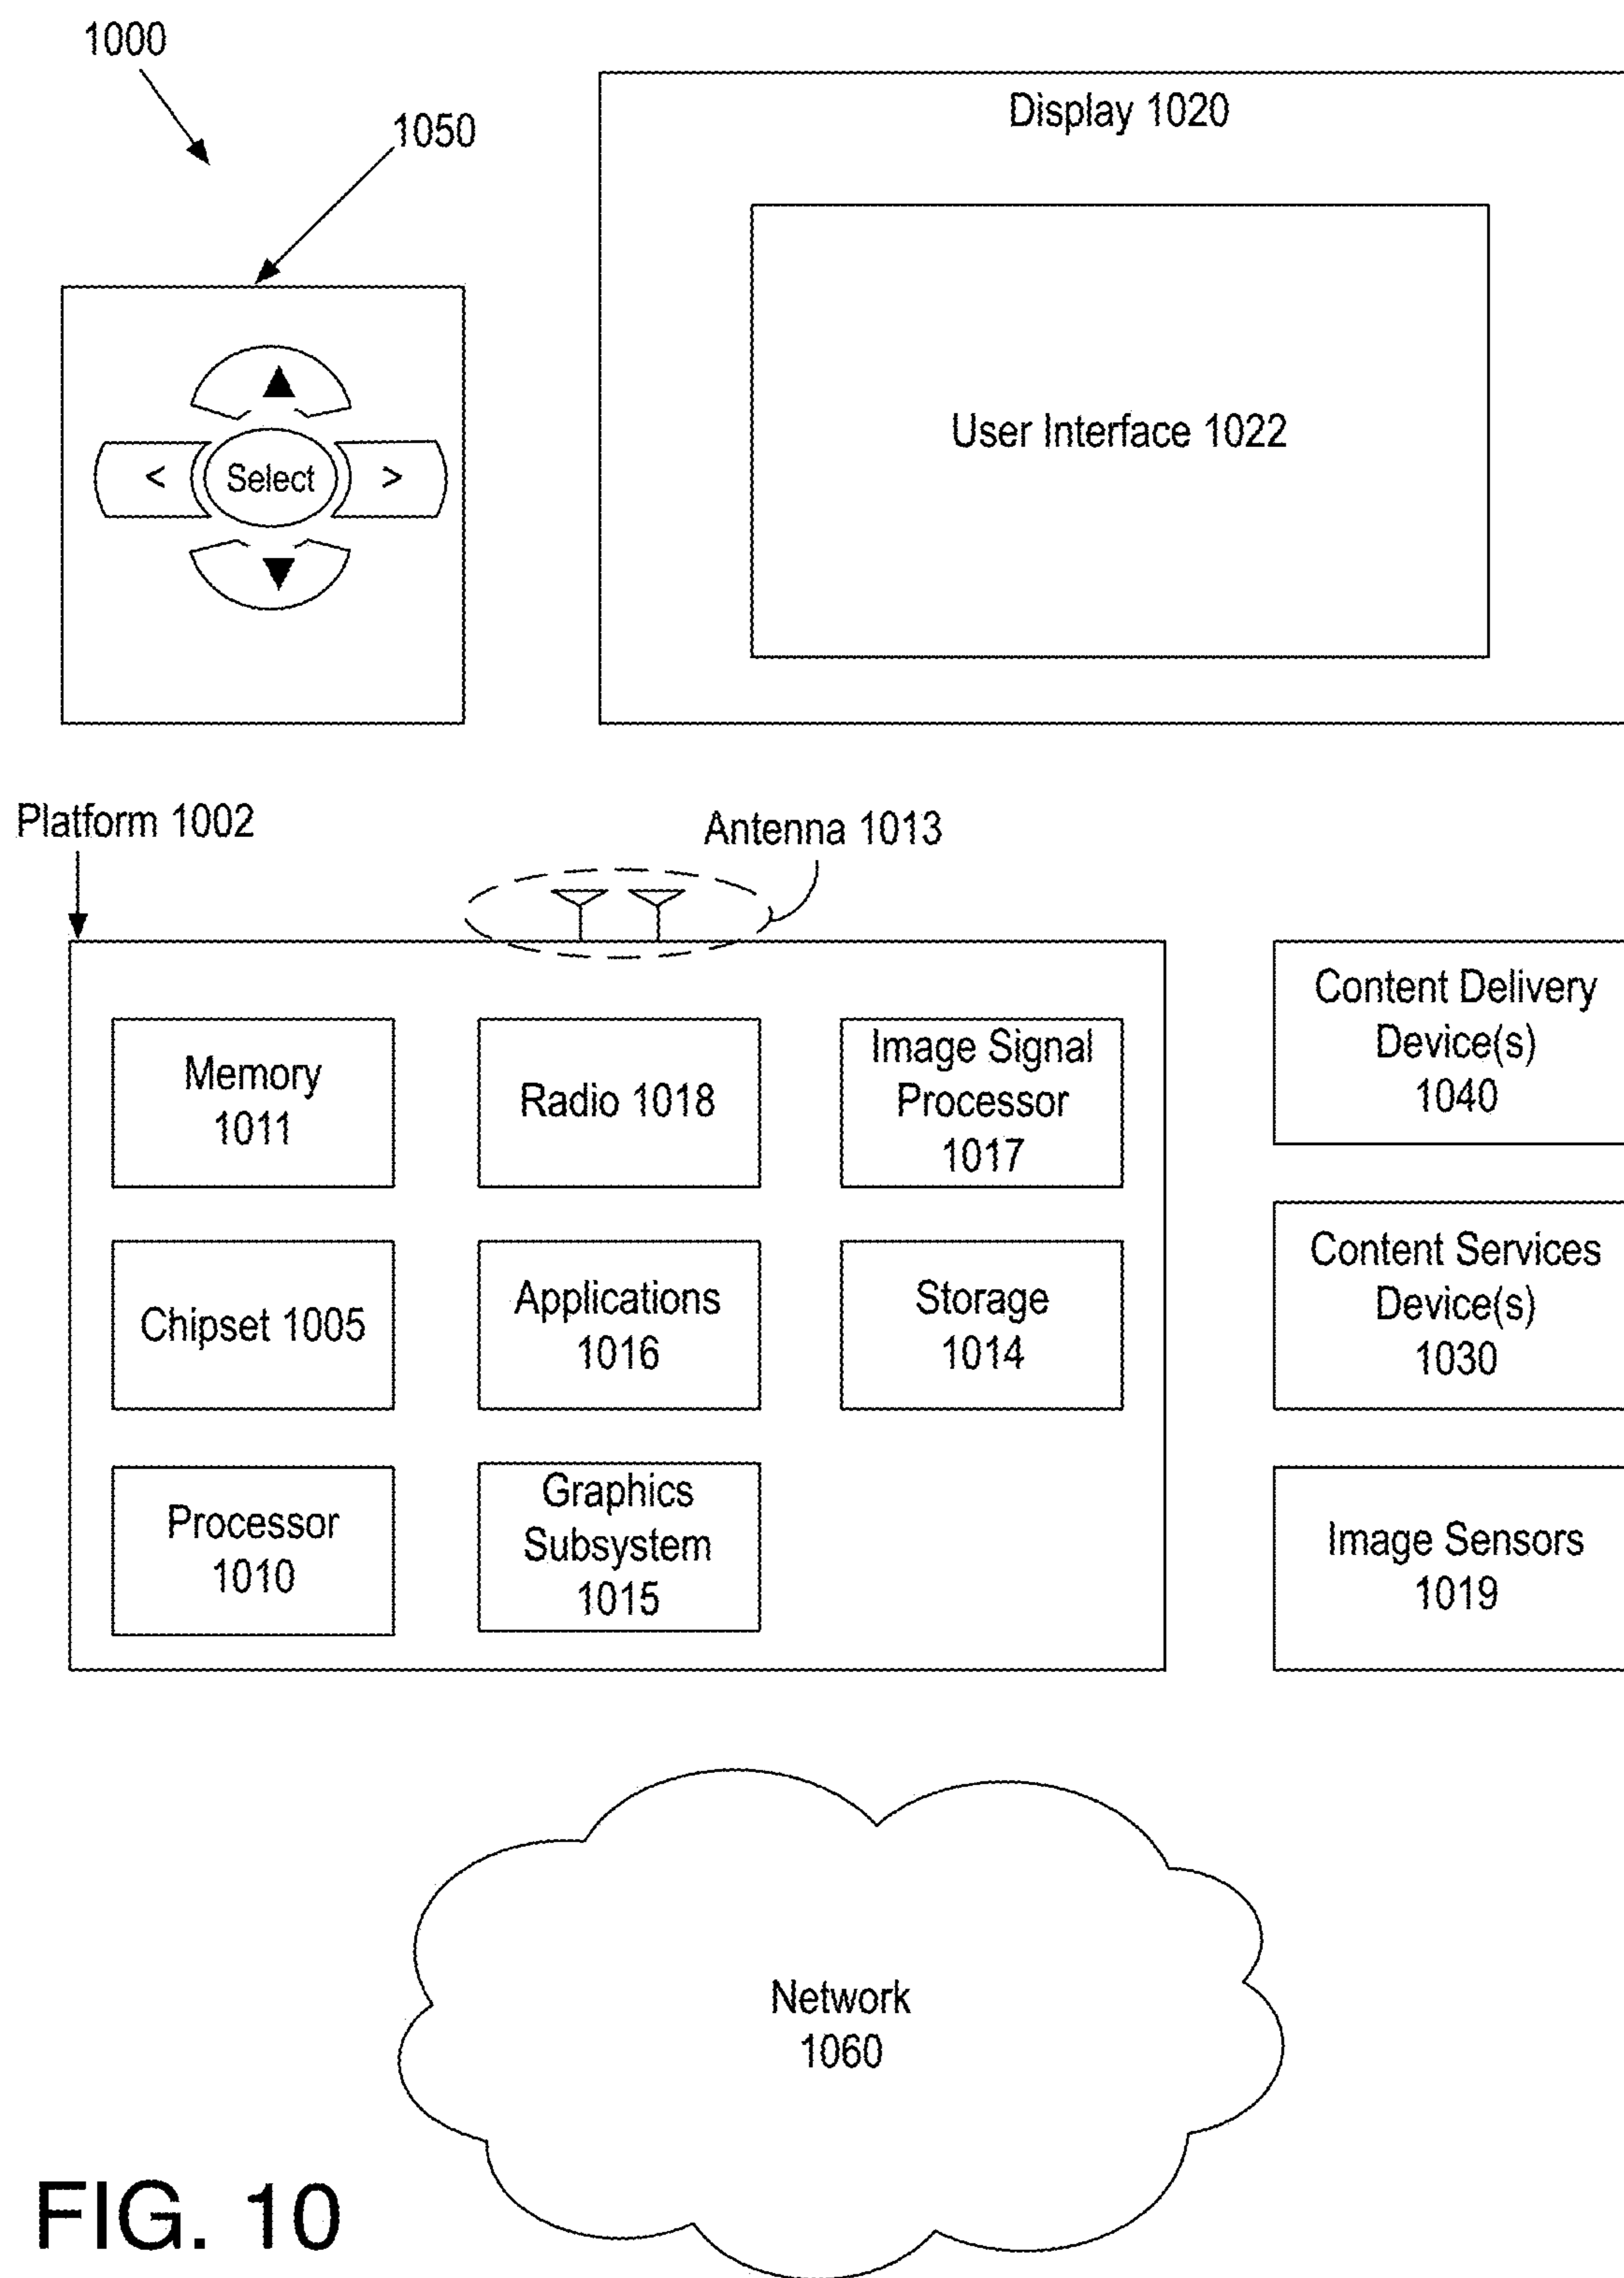 1000
1050
Display 1020
User Interface 1022
< Select >
Platform 1002
Antenna 1013
Memory
1011
Radio 1018
Image Signal
Processor
1017
Content Delivery
Device(s)
1040
Chipset 1005
Applications
1016
Storage
1014
Content Services
Device(s)
1030
Processor
1010
Graphics
Subsystem
1015
Image Sensors
1019
Network
1060
FIG. 10